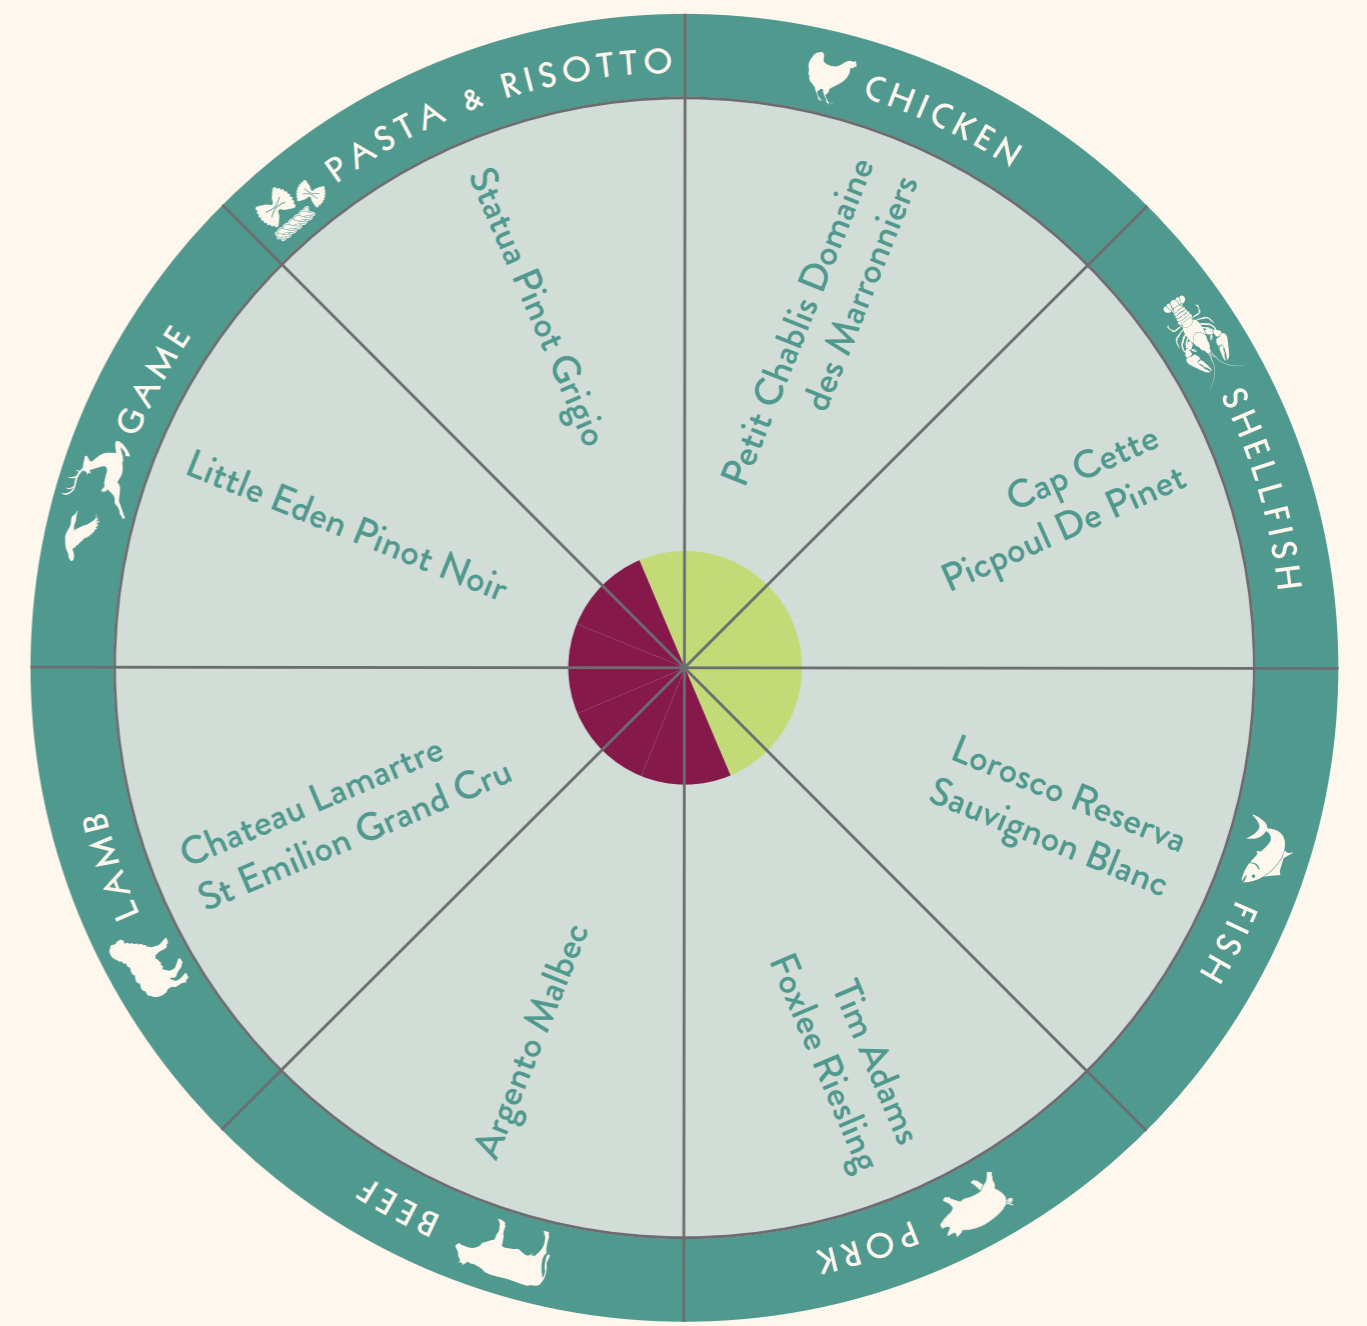 CHICKEN
Petit Chablis Domaine
des Marronniers
SHELLFISH
Cap Cette
Picpoul De Pinet
FISH
Lorosco Reserva
Sauvignon Blanc
PORK
Tim Adams
Foxlee Riesling
BEEF
Argento Malbec
LAMB
Chateau Lamartre
St Emilion Grand Cru
GAME
Little Eden Pinot Noir
PASTA & RISOTTO
Statua Pinot Grigio